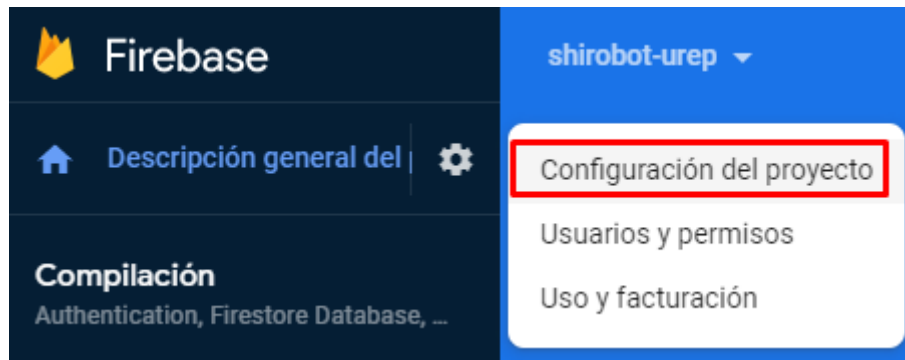 Firebase
shirobot-urep
Descripción general del
Configuración del proyecto
Usuarios y permisos
Uso y facturación
Compilación
Authentication, Firestore Database, ...